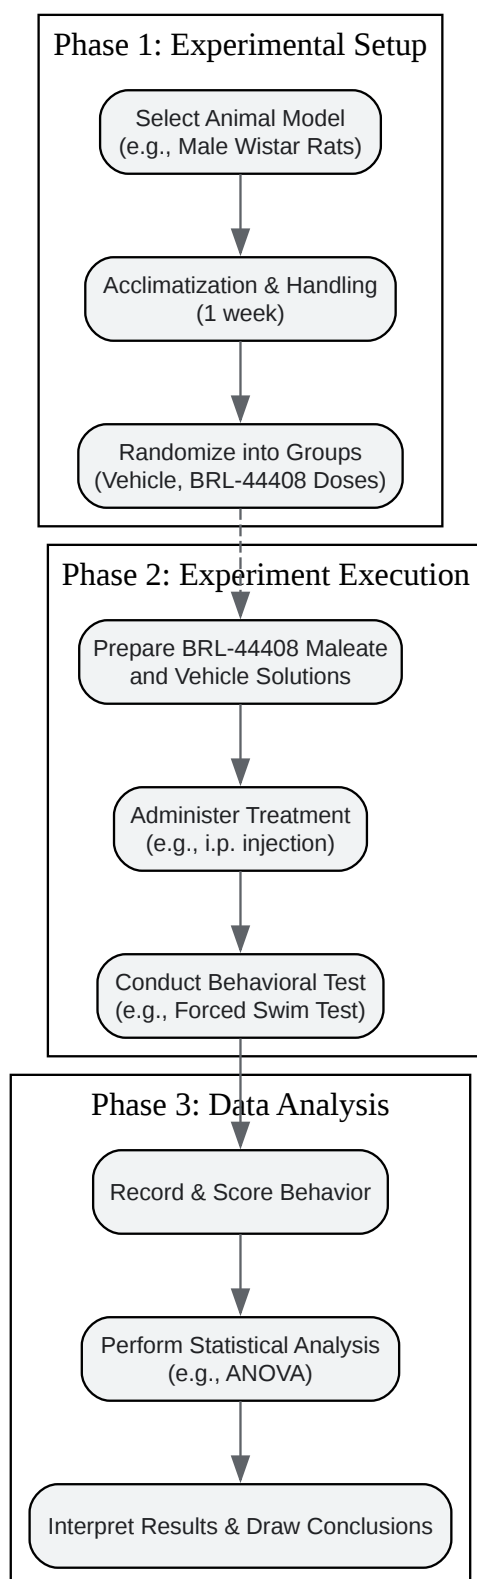 Phase 1: Experimental Setup
Select Animal Model
(e.g., Male Wistar Rats)
Acclimatization & Handling
(1 week)
Randomize into Groups
(Vehicle, BRL-44408 Doses)
Phase 2: Experiment Execution
Prepare BRL-44408 Maleate
and Vehicle Solutions
Administer Treatment
(e.g., i.p. injection)
Conduct Behavioral Test
(e.g., Forced Swim Test)
Phase 3: Data Analysis
Record & Score Behavior
Perform Statistical Analysis
(e.g., ANOVA)
Interpret Results & Draw Conclusions